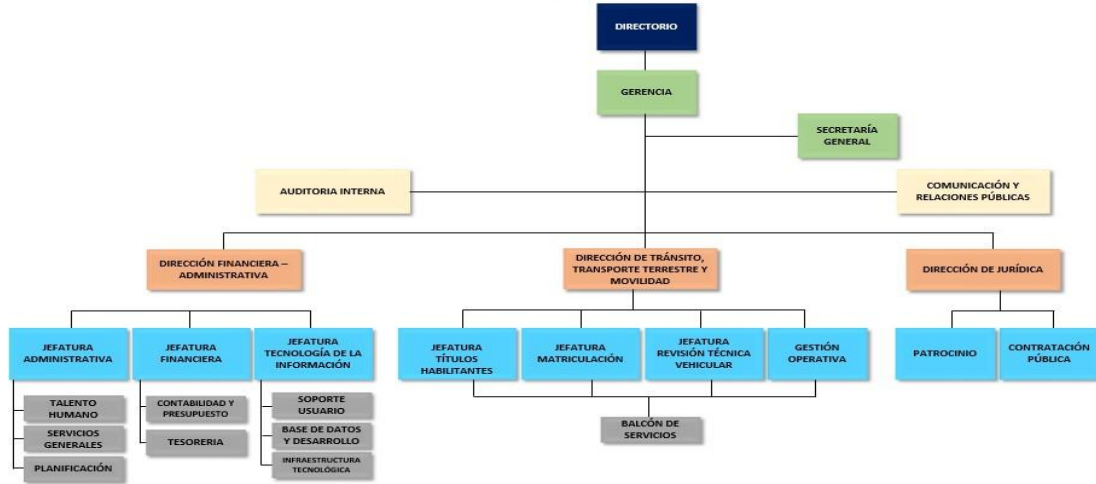 DIRECTORIO
GERENCIA
SECRETARÍA
GENERAL
AUDITORIA INTERNA
COMUNICACIÓN Y
RELACIONES PÚBLICAS
DIRECCIÓN FINANCIERA –
ADMINISTRATIVA
DIRECCIÓN DE TRÁNSITO,
TRANSPORTE TERRESTRE Y
MOVILIDAD
DIRECCIÓN DE JURÍDICA
JEFATURA
ADMINISTRATIVA
JEFATURA
FINANCIERA
JEFATURA
TECNOLOGÍA DE LA
INFORMACIÓN
JEFATURA
TÍTULOS
HABILITANTES
JEFATURA
MATRICULACIÓN
JEFATURA
REVISIÓN TÉCNICA
VEHICULAR
GESTIÓN
OPERATIVA
PATROCINIO
CONTRATACIÓN
PÚBLICA
TALENTO
HUMANO
SERVICIOS
GENERALES
PLANIFICACIÓN
CONTABILIDAD Y
PRESUPUESTO
TESORERIA
SOPORTE
USUARIO
BASE DE DATOS
Y DESARROLLO
INFRAESTRUCTURA
TECNOLÓGICA
BALCÓN DE
SERVICIOS